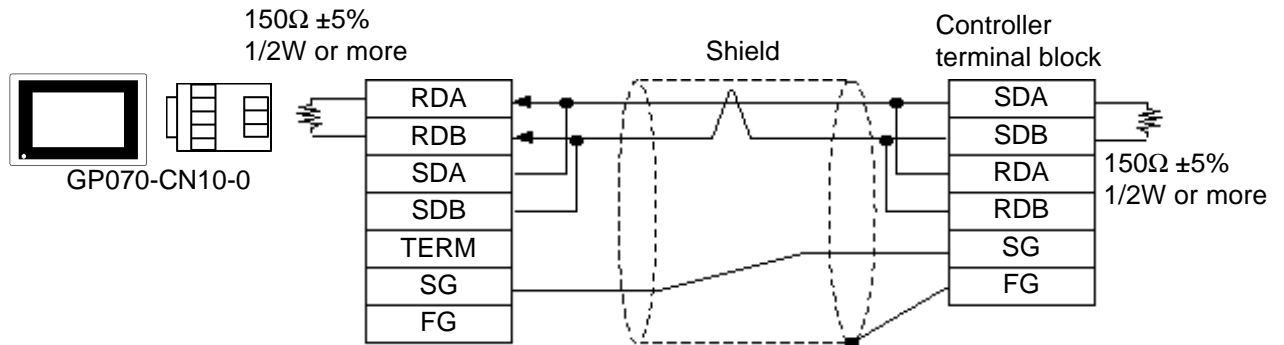 150Ω ±5%
1/2W or more
GP070-CN10-0
RDA
RDB
SDA
SDB
TERM
SG
FG
Shield
Controller
terminal block
SDA
SDB
RDA
RDB
SG
FG
150Ω ±5%
1/2W or more